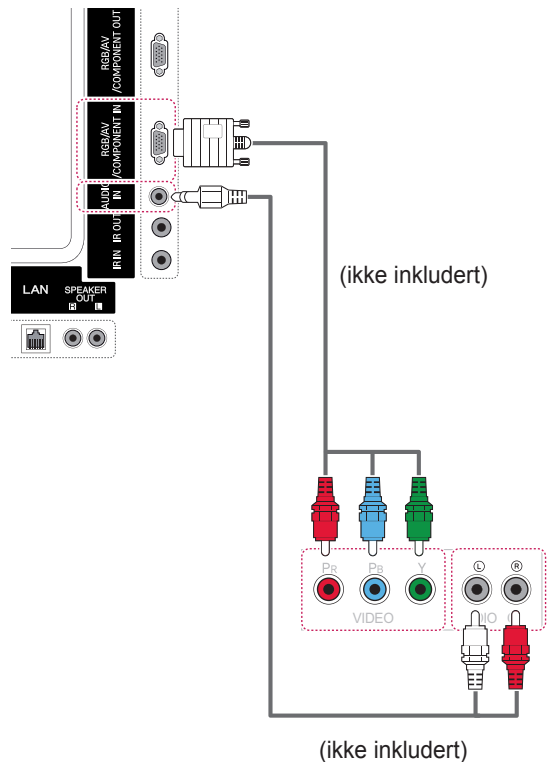 RGB/AV
/COMPONENT OUT
RGB/AV
/COMPONENT IN
AUDIO
IN
IR OUT
IR IN
LAN
SPEAKER
OUT
R L
(ikke inkludert)
PR PB Y
VIDEO
L R
(ikke inkludert)